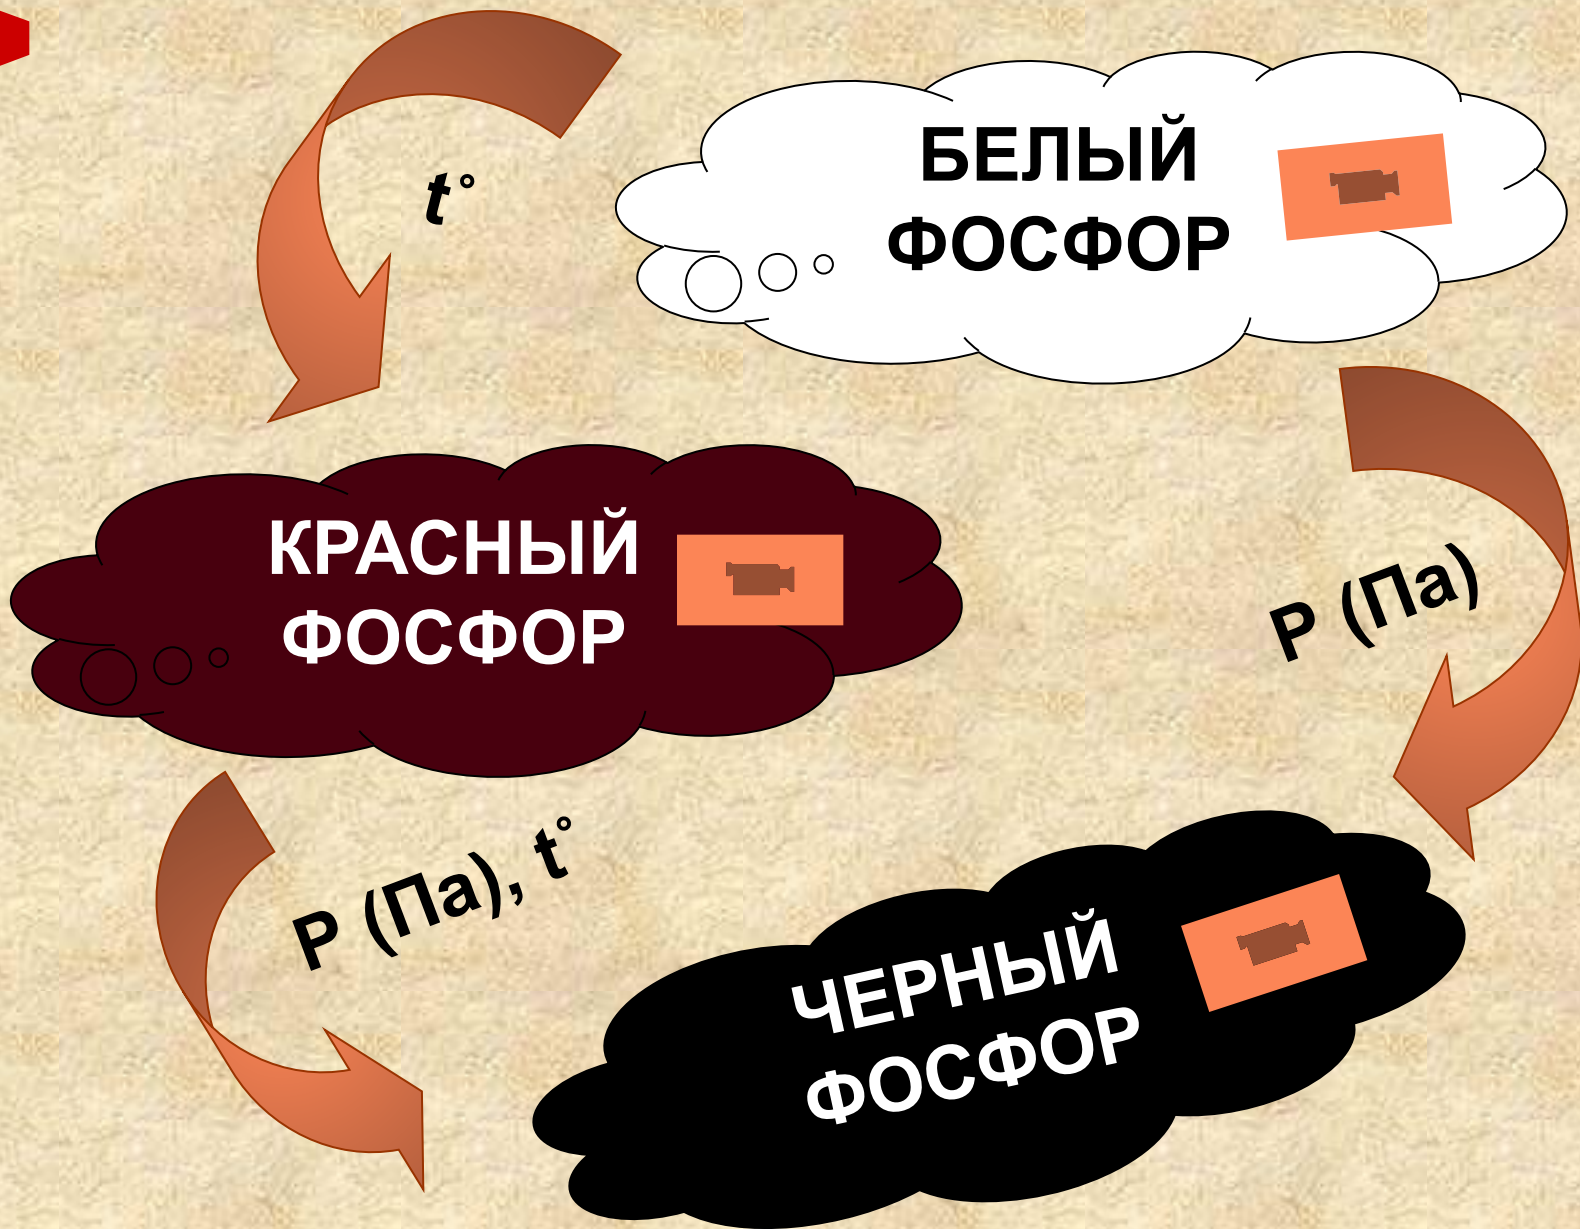 t°
БЕЛЫЙ
ФОСФОР
КРАСНЫЙ
ФОСФОР
Р (Па)
Р (Па), t°
ЧЕРНЫЙ
ФОСФОР